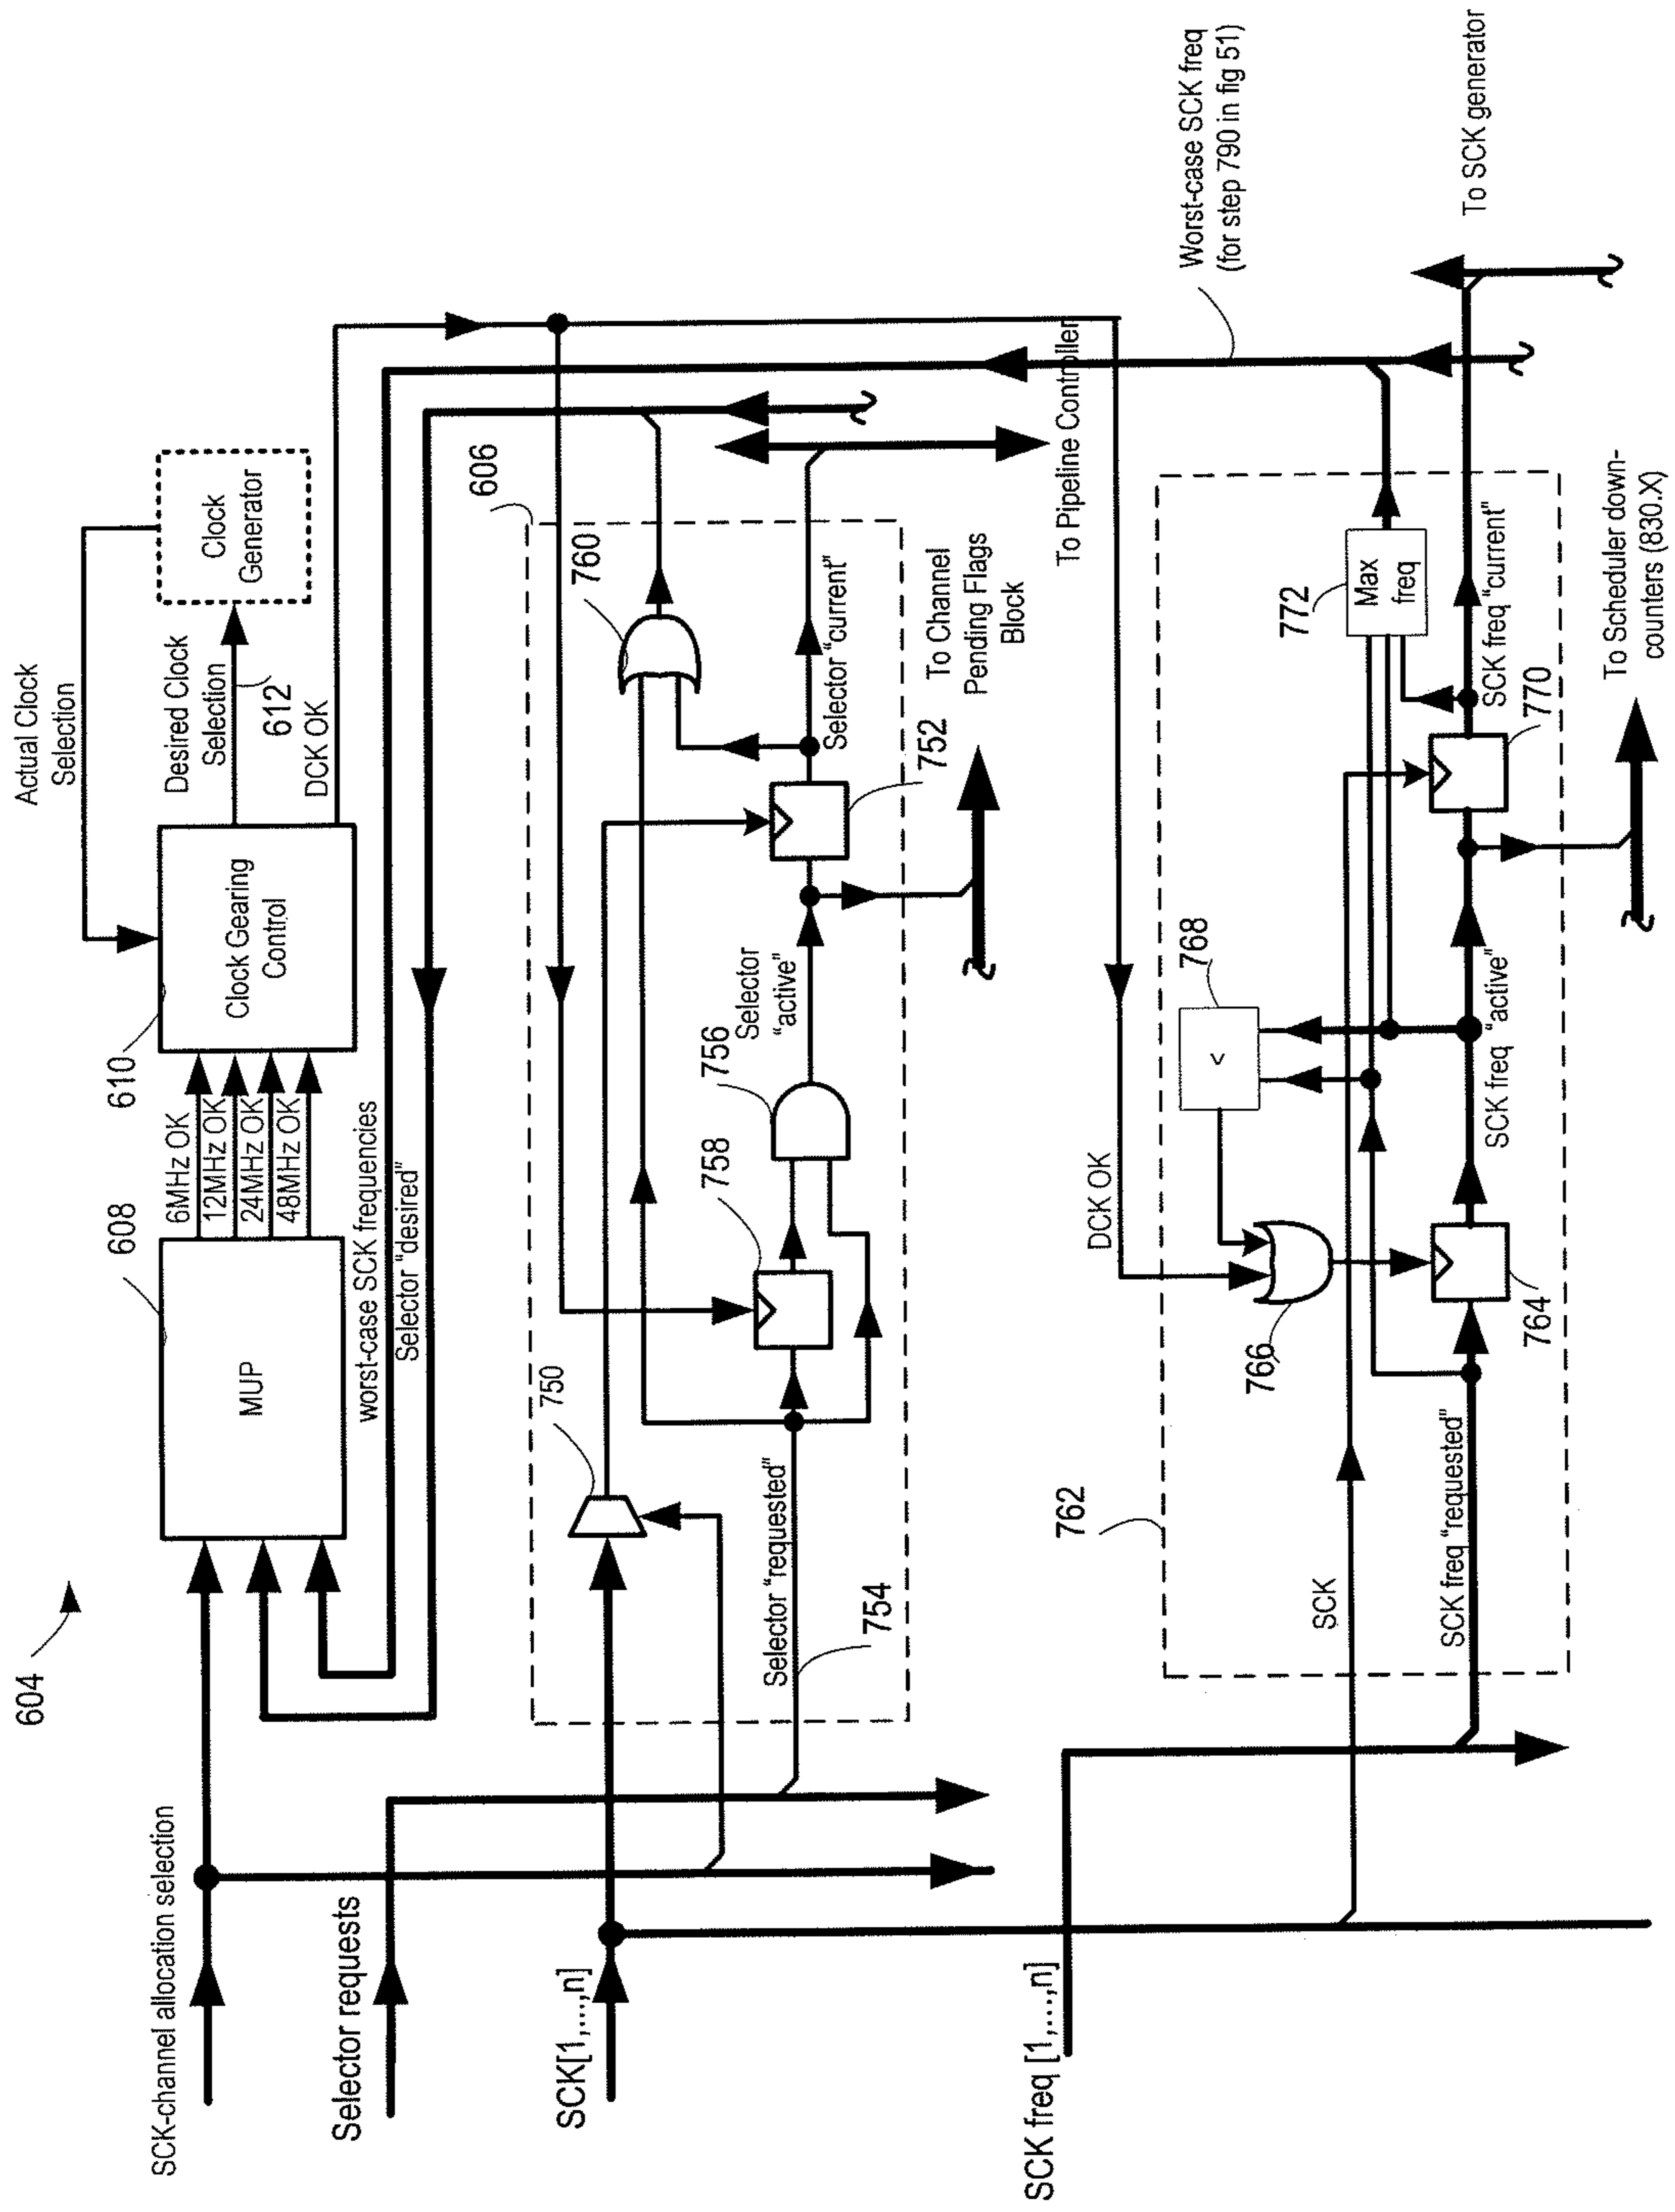 604
SCK-channel allocation selection
Selector requests
SCK[1,...,n]
SCK freq [1,...,n]
608
MUP
6MHz OK
12MHz OK
24MHz OK
48MHz OK
610
Clock Gearing
Control
Actual Clock
Selection
Desired Clock
Selection
612
DCK OK
Clock
Generator
worst-case SCK frequencies
Selector "desired"
606
750
Selector "requested"
754
758
756
Selector
"active"
760
752
Selector "current"
To Channel
Pending Flags
Block
To Pipeline Controller
Worst-case SCK freq
(for step 790 in fig 51)
To SCK generator
762
SCK
SCK freq "requested"
DCK OK
766
764
768
<
SCK freq "active"
772
Max
freq
SCK freq "current"
770
To Scheduler down-
counters (830.X)